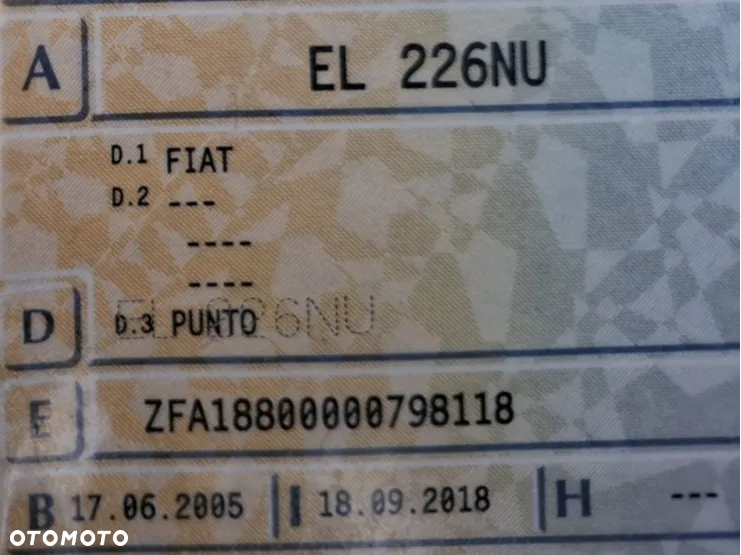 A EL 226NU
D.1 FIAT
D.2 ---
----
----
D D.3 PUNTO
EL 226NU
E ZFA18800000798118
B 17.06.2005 I 18.09.2018 H ---
OTOMOTO